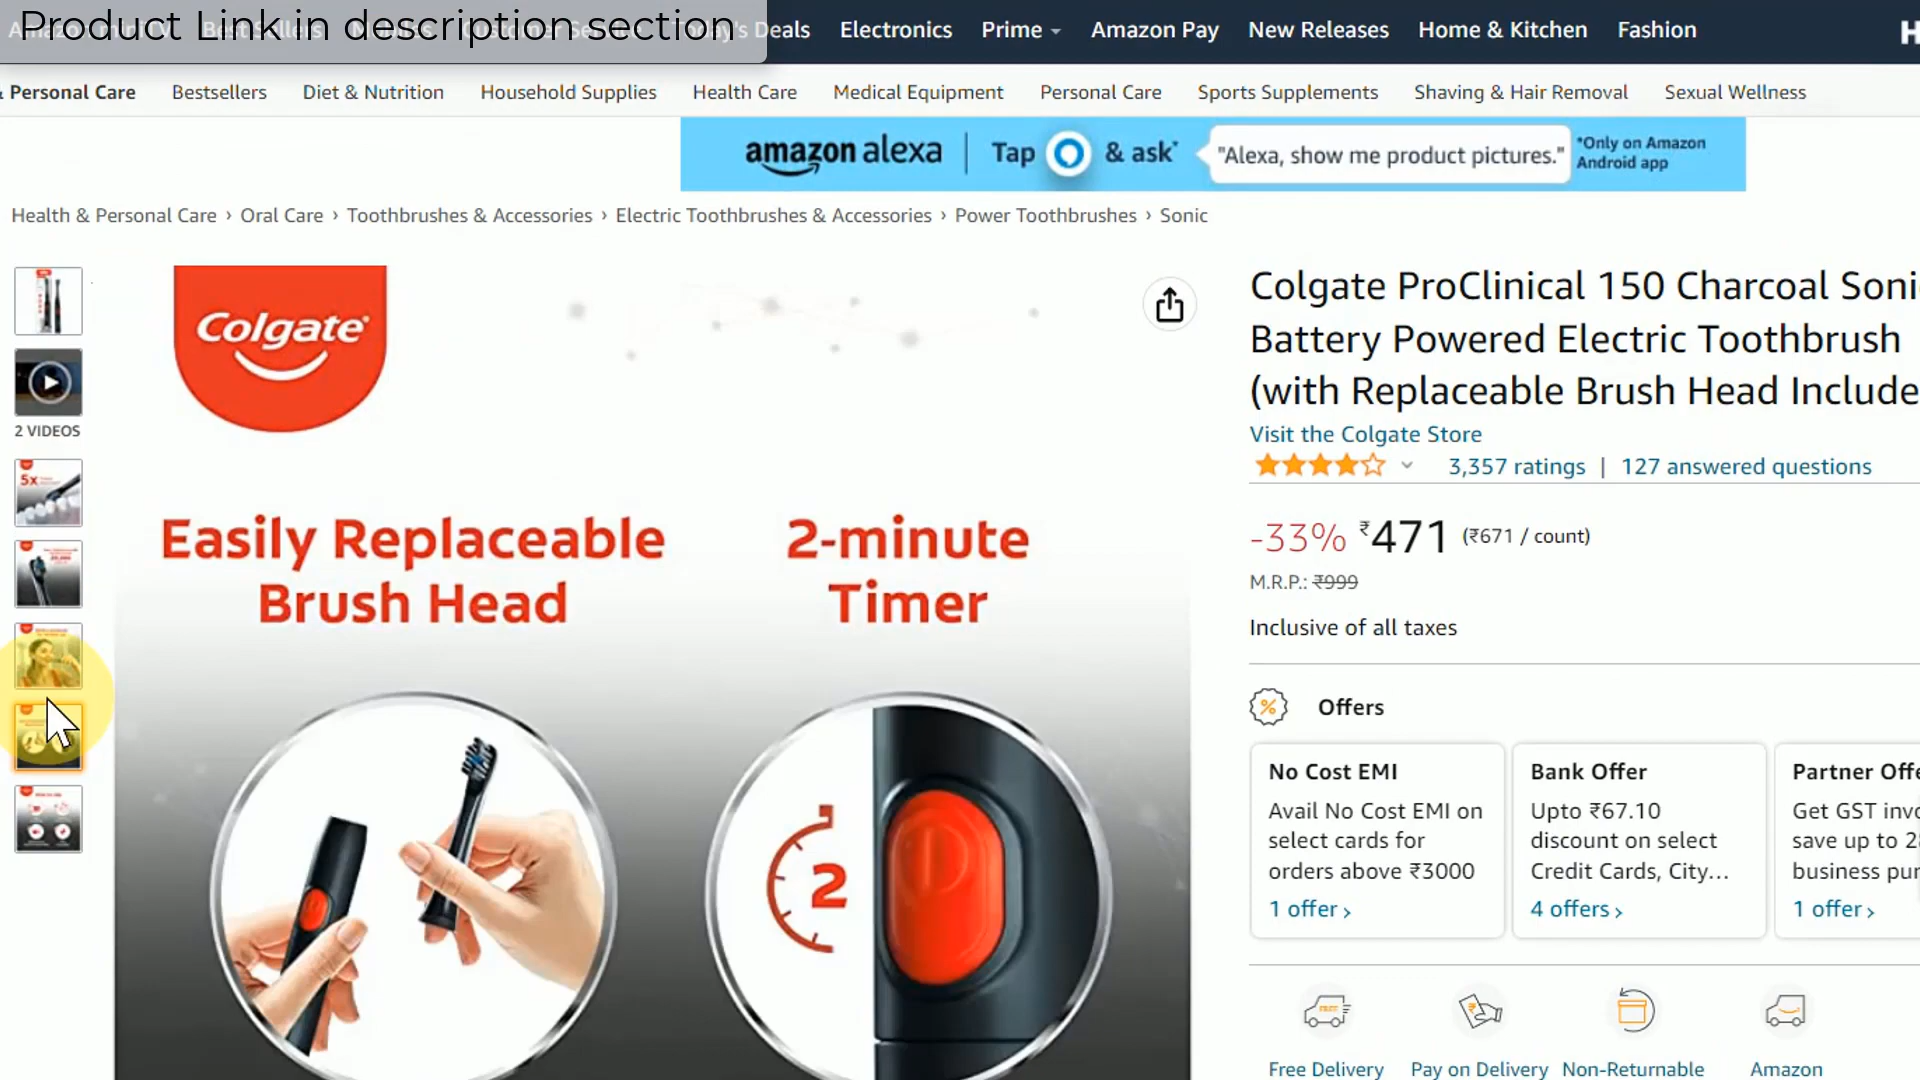 Product Link in description section
Deals Electronics Prime Amazon Pay New Releases Home & Kitchen Fashion
Personal Care Bestsellers Diet & Nutrition Household Supplies Health Care Medical Equipment Personal Care Sports Supplements Shaving & Hair Removal Sexual Wellness
amazon alexa | Tap & ask* "Alexa, show me product pictures." *Only on Amazon
Android app
Health & Personal Care › Oral Care › Toothbrushes & Accessories › Electric Toothbrushes & Accessories › Power Toothbrushes › Sonic
2 VIDEOS
5x
Colgate
Easily Replaceable
Brush Head
2-minute
Timer
2
Colgate ProClinical 150 Charcoal Soni
Battery Powered Electric Toothbrush
(with Replaceable Brush Head Include
Visit the Colgate Store
3,357 ratings | 127 answered questions
-33% ₹471 (₹671 / count)
M.R.P.: ₹999
Inclusive of all taxes
% Offers
No Cost EMI
Avail No Cost EMI on
select cards for
orders above ₹3000
1 offer ›
Bank Offer
Upto ₹67.10
discount on select
Credit Cards, City...
4 offers ›
Partner Offe
Get GST invo
save up to 2
business pur
1 offer ›
Free Delivery Pay on Delivery Non-Returnable Amazon